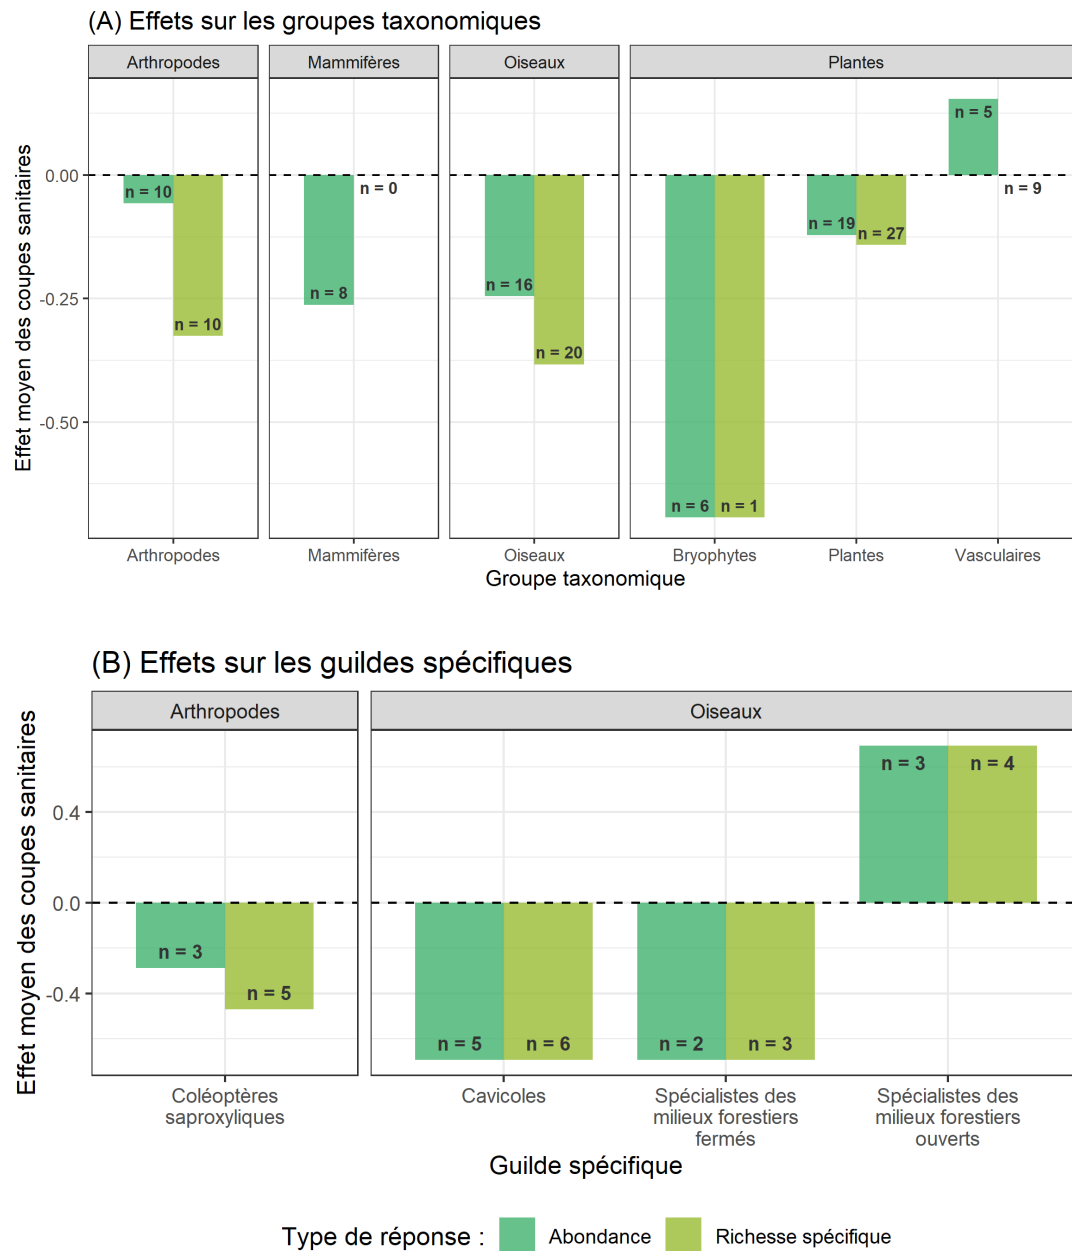 (A) Effets sur les groupes taxonomiques
Arthropodes
Mammifères
Oiseaux
Plantes
Effet moyen des coupes sanitaires
0.00
-0.25
-0.50
n = 10
n = 10
n = 0
n = 8
n = 16
n = 20
n = 6
n = 1
n = 19
n = 27
n = 5
n = 9
Arthropodes
Mammifères
Oiseaux
Bryophytes
Plantes
Vasculaires
Groupe taxonomique
(B) Effets sur les guildes spécifiques
Arthropodes
Oiseaux
Effet moyen des coupes sanitaires
0.4
0.0
-0.4
n = 3
n = 5
n = 5
n = 6
n = 2
n = 3
n = 3
n = 4
Coléoptères
saproxyliques
Cavicoles
Spécialistes des
milieux forestiers
fermés
Spécialistes des
milieux forestiers
ouverts
Guilde spécifique
Type de réponse :
Abondance
Richesse spécifique